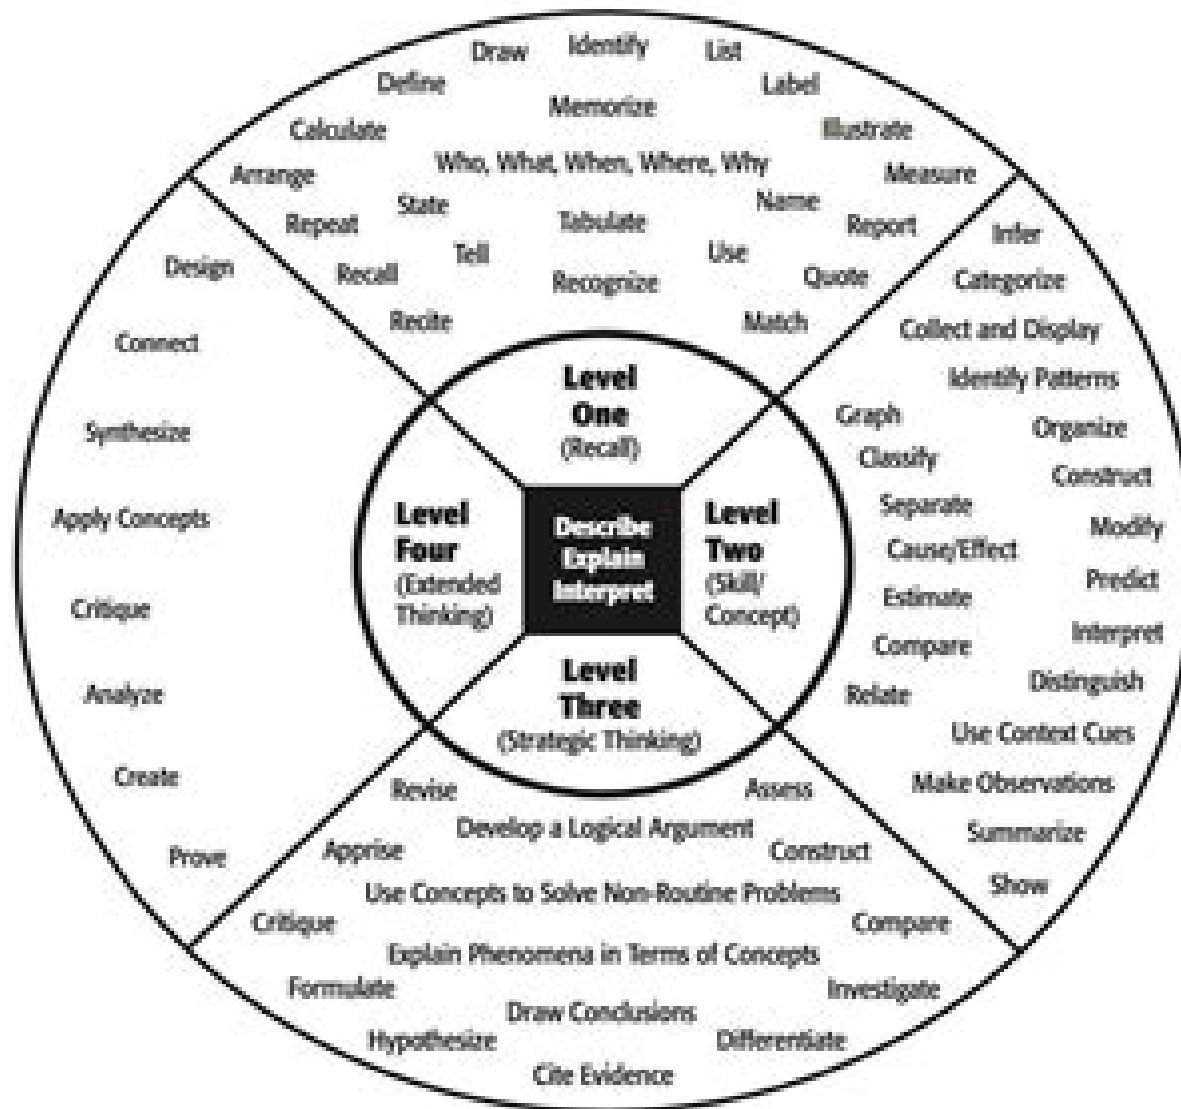 Draw Identify List
Define Label
Memorize
Calculate Illustrate
Who, What, When, Where, Why
Arrange Measure
State Name
Repeat Tabulate Report
Tell Use
Recall Recognize Quote
Recite Match
Level
One
(Recall)
Infer
Categorize
Collect and Display
Identify Patterns
Graph
Organize
Classify
Construct
Separate
Modify
Cause/Effect
Predict
Estimate
Interpret
Compare
Distinguish
Relate
Use Context Cues
Make Observations
Summarize
Show
Level
Two
(Skill/
Concept)
Describe
Explain
Interpret
Level
Four
(Extended
Thinking)
Design
Connect
Synthesize
Apply Concepts
Critique
Analyze
Create
Prove
Level
Three
(Strategic Thinking)
Revise Assess
Develop a Logical Argument
Apprise Construct
Use Concepts to Solve Non-Routine Problems
Critique Compare
Explain Phenomena in Terms of Concepts
Formulate Investigate
Draw Conclusions
Hypothesize Differentiate
Cite Evidence